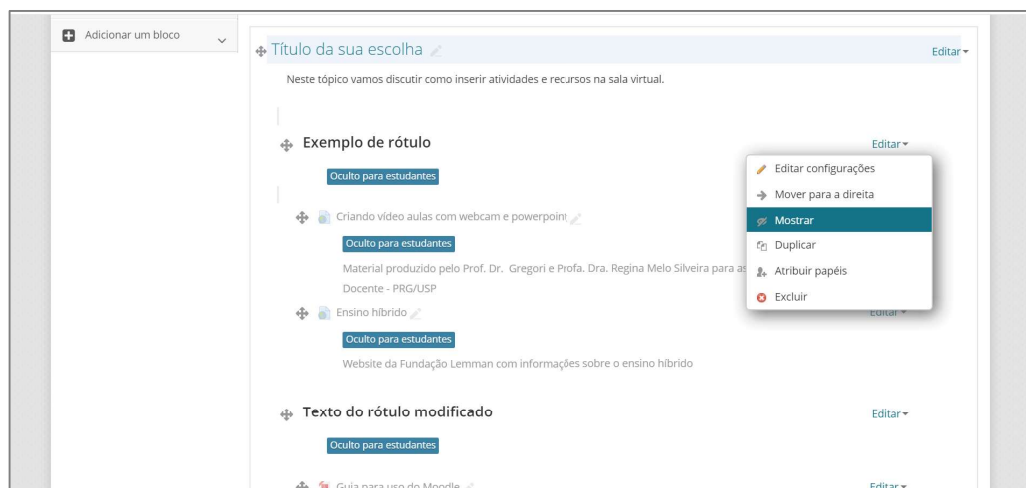 Adicionar um bloco
Título da sua escolha
Editar
Neste tópico vamos discutir como inserir atividades e recursos na sala virtual.
Exemplo de rótulo
Editar
Oculto para estudantes
Editar configurações
Mover para a direita
Mostrar
Duplicar
Atribuir papéis
Excluir
Criando vídeo aulas com webcam e powerpoint
Oculto para estudantes
Material produzido pelo Prof. Dr. Gregori e Profa. Dra. Regina Melo Silveira para as
Docente - PRG/USP
Ensino híbrido
Editar
Oculto para estudantes
Website da Fundação Lemman com informações sobre o ensino híbrido
Texto do rótulo modificado
Editar
Oculto para estudantes
Guia para uso do Moodle
Editar